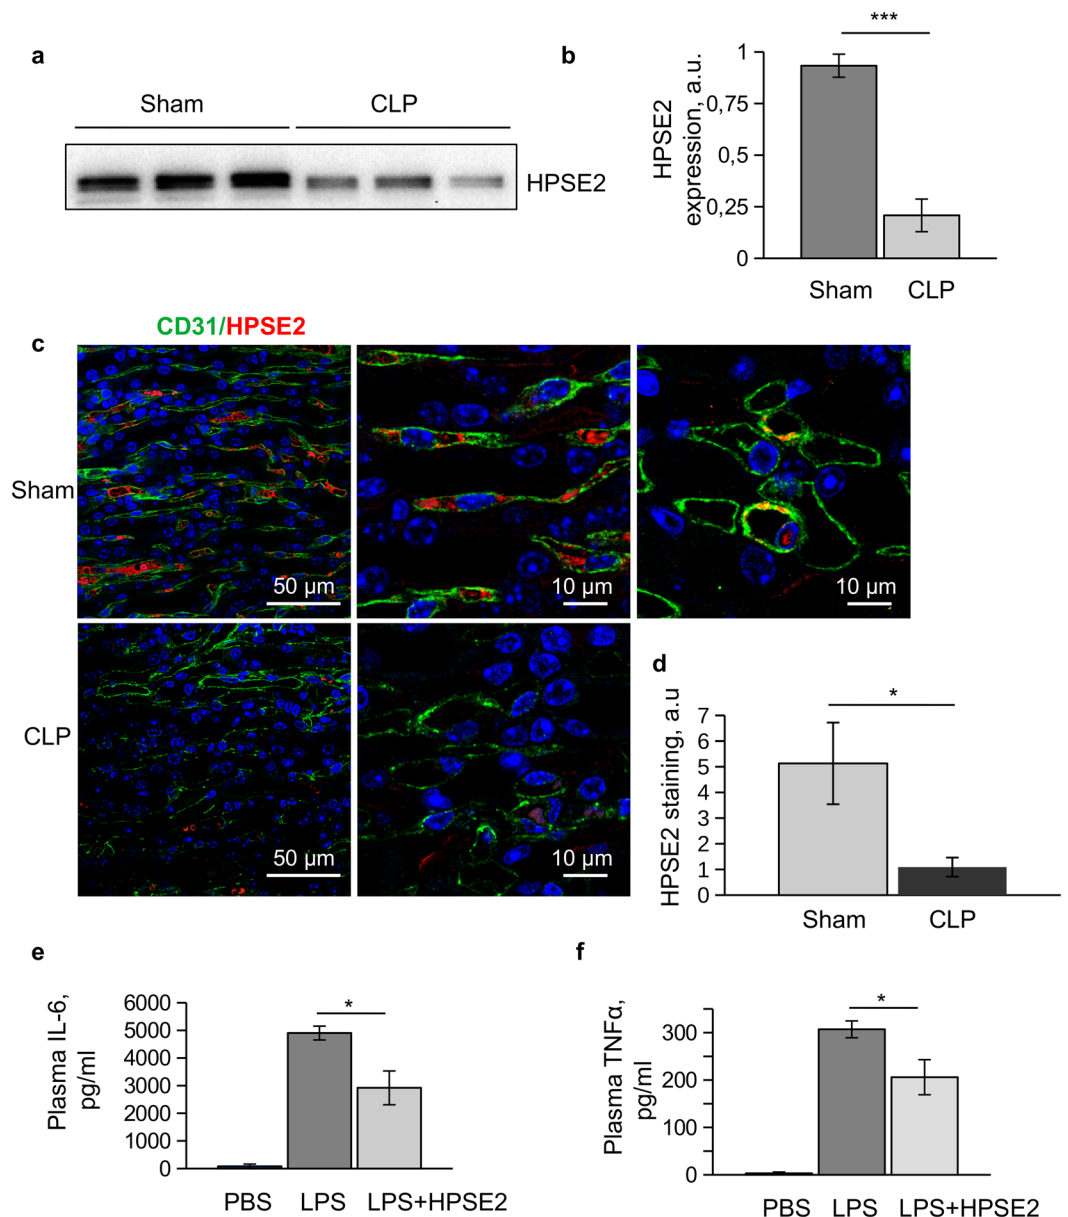 a
Sham CLP
HPSE2
b
***
HPSE2
expression, a.u.
1
0,75
0,5
0,25
0
Sham CLP
c
CD31/HPSE2
Sham
50 µm
10 µm
10 µm
CLP
50 µm
10 µm
d
*
HPSE2 staining, a.u
7
6
5
4
3
2
1
0
Sham CLP
e
*
Plasma IL-6,
pg/ml
6000
5000
4000
3000
2000
1000
0
PBS LPS LPS+HPSE2
f
*
Plasma TNFα,
pg/ml
300
200
100
0
PBS LPS LPS+HPSE2